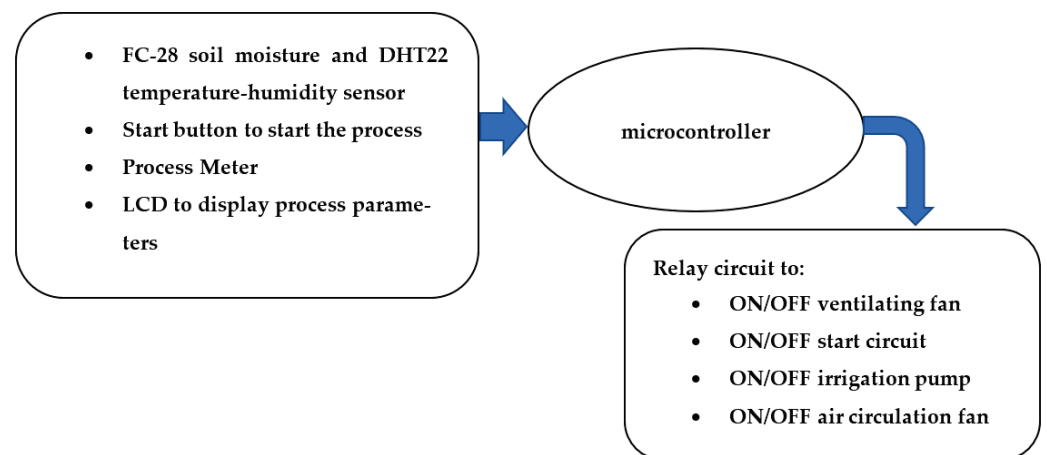 • FC-28 soil moisture and DHT22
temperature-humidity sensor
• Start button to start the process
• Process Meter
• LCD to display process parame-
ters
microcontroller
Relay circuit to:
• ON/OFF ventilating fan
• ON/OFF start circuit
• ON/OFF irrigation pump
• ON/OFF air circulation fan